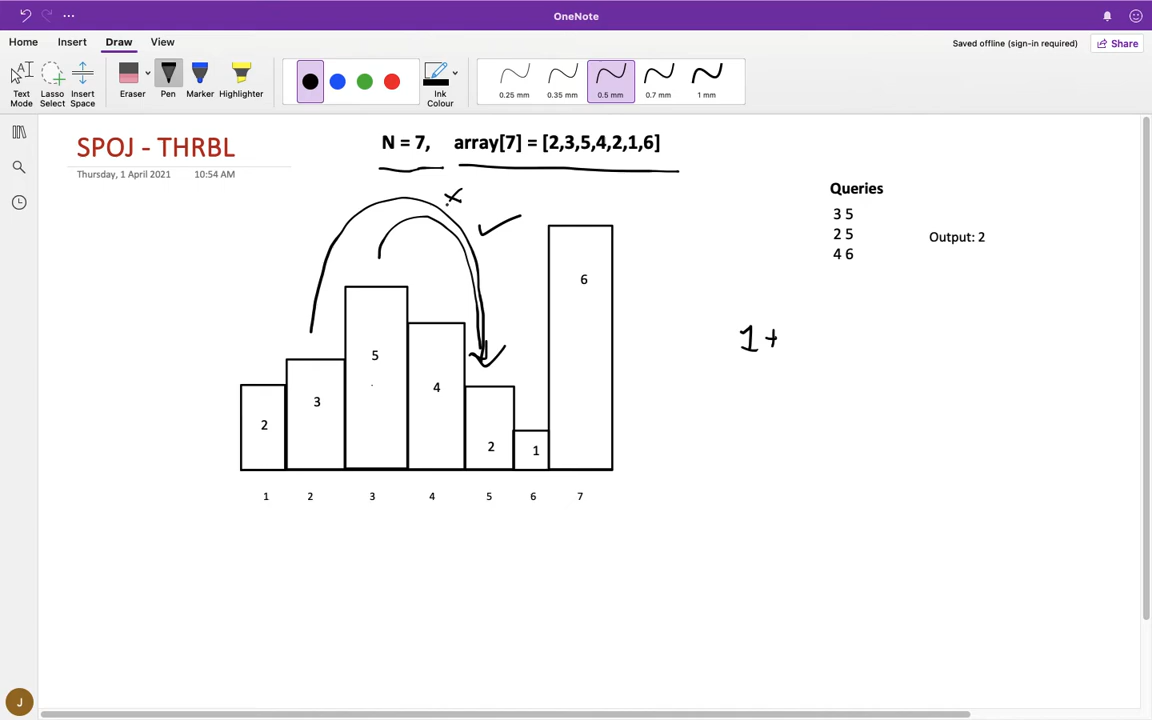 OneNote
Home Insert Draw View
Saved offline (sign-in required) Share
Text Mode
Lasso Select
Insert Space
Eraser
Pen
Marker
Highlighter
0.25 mm 0.35 mm 0.5 mm 0.7 mm 1 mm
Ink Colour
SPOJ - THRBL
Thursday, 1 April 2021 10:54 AM
N = 7, array[7] = [2,3,5,4,2,1,6]
Queries
3 5
2 5
4 6
Output: 2
1+
2 3 5 4 2 1 6
1 2 3 4 5 6 7
J